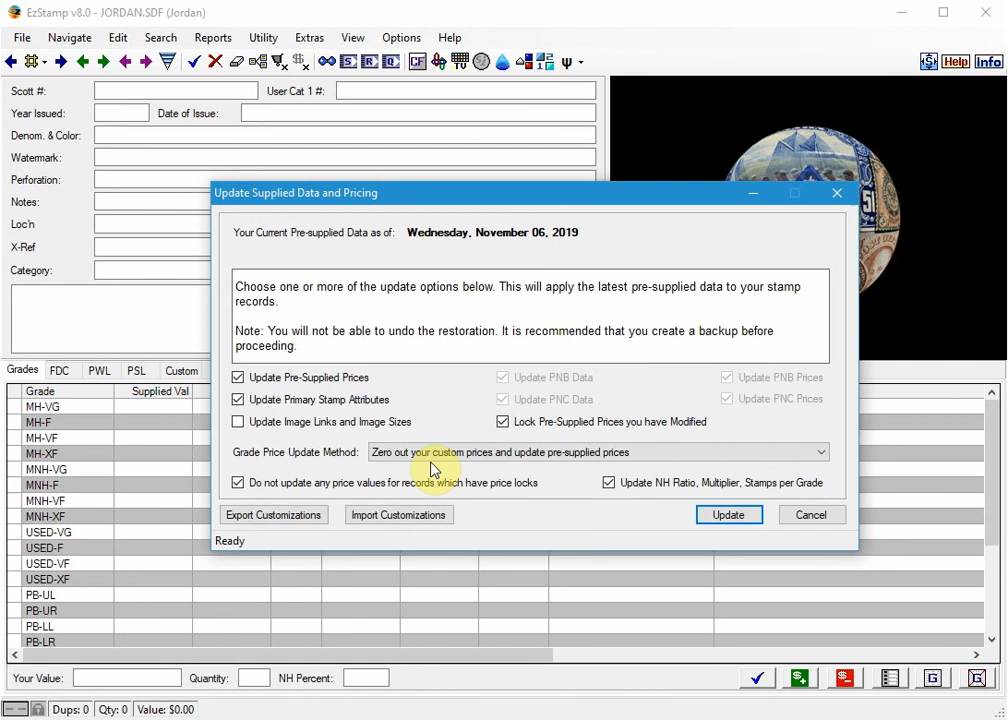 EzStamp v8.0 - JORDAN.SDF (Jordan)
File Navigate Edit Search Reports Utility Extras View Options Help
S R Q CF TV Help Info
Scott #: User Cat 1 #:
Year Issued: Date of Issue:
Denom. & Color:
Watermark:
Perforation:
Notes:
Loc'n
X-Ref
Category:
Update Supplied Data and Pricing
Your Current Pre-supplied Data as of: Wednesday, November 06, 2019
Choose one or more of the update options below. This will apply the latest pre-supplied data to your stamp
records.
Note: You will not be able to undo the restoration. It is recommended that you create a backup before
proceeding.
Update Pre-Supplied Prices Update PNB Data Update PNB Prices
Update Primary Stamp Attributes Update PNC Data Update PNC Prices
Update Image Links and Image Sizes Lock Pre-Supplied Prices you have Modified
Grade Price Update Method: Zero out your custom prices and update pre-supplied prices
Do not update any price values for records which have price locks Update NH Ratio, Multiplier, Stamps per Grade
Export Customizations Import Customizations Update Cancel
Ready
Grades FDC PWL PSL Custom
Grade Supplied Val
MH-VG
MH-F
MH-VF
MH-XF
MNH-VG
MNH-F
MNH-VF
MNH-XF
USED-VG
USED-F
USED-VF
USED-XF
PB-UL
PB-UR
PB-LL
PB-LR
Your Value: Quantity: NH Percent:
Dups: 0 Qty: 0 Value: $0.00